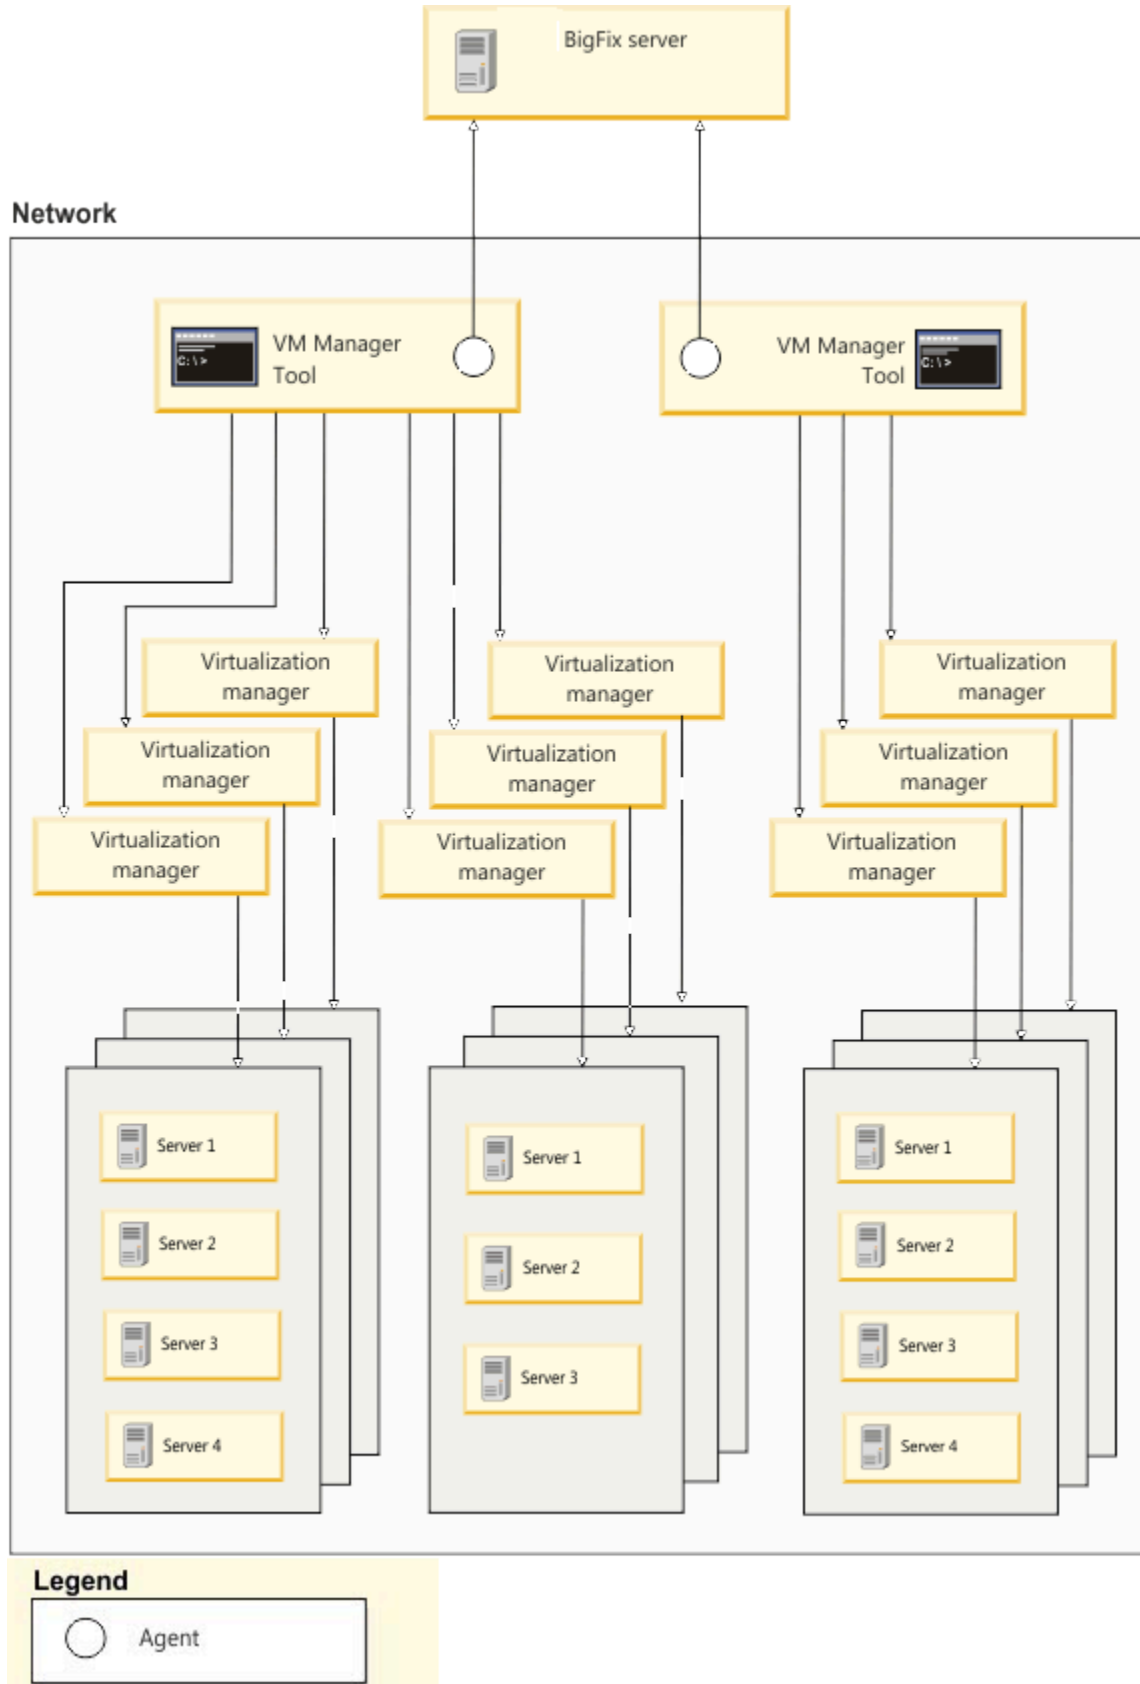 BigFix server
Network
C:\>
VM Manager
Tool
VM Manager
Tool
C:\>
Virtualization
manager
Virtualization
manager
Virtualization
manager
Virtualization
manager
Virtualization
manager
Virtualization
manager
Virtualization
manager
Virtualization
manager
Virtualization
manager
Server 1
Server 2
Server 3
Server 4
Server 1
Server 2
Server 3
Server 1
Server 2
Server 3
Server 4
Legend
Agent